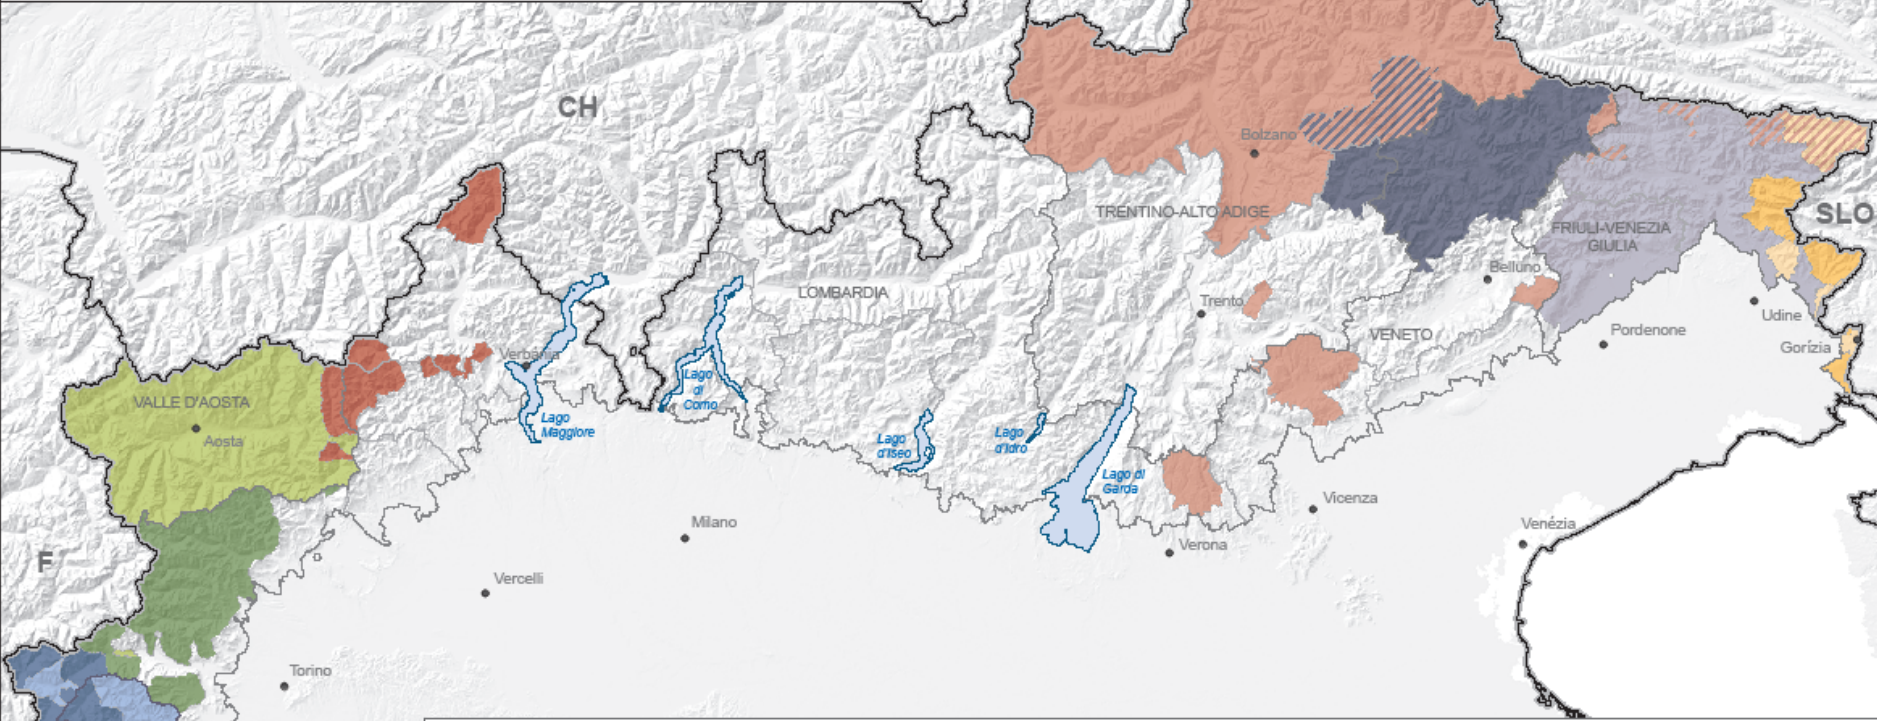 CH
Bolzano
TRENTINO-ALTO ADIGE
SLO
FRIULI-VENEZIA
GIULIA
Belluno
LOMBARDIA
Trento
Udine
Pordenone
VENETO
Gorízia
Verbania
Lago
di
Como
VALLE D'AOSTA
Aosta
Lago
Maggiore
Lago
d'Iseo
Lago
d'Idro
Lago di
Garda
Vicenza
Milano
Venézia
Verona
F
Vercelli
Torino